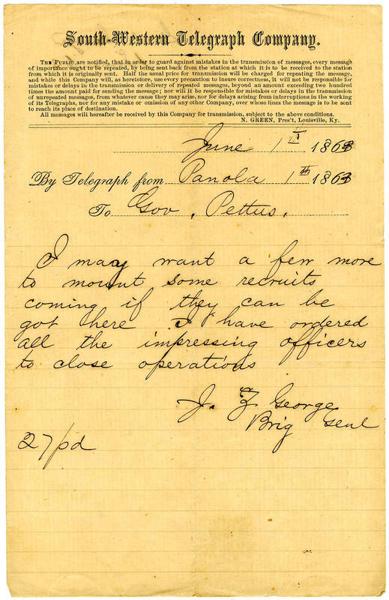 South-Western Telegraph Company.
The Public are notified, that in order to guard against mistakes in the transmission of messages, every message
of importance ought to be repeated, by being sent back from the station at which it is to be received to the station
from which it is originally sent. Half the usual price for transmission will be charged for repeating the message,
and while this Company will, as heretofore, use every precaution to insure correctness, it will not be responsible for
mistakes or delays in the transmission or delivery of repeated messages, beyond an amount exceeding two hundred
times the amount paid for sending the message; nor will it be responsible for mistakes or delays in the transmission
of unrepeated messages, from whatever cause they may arise, nor for delays arising from interruptions in the working
of its Telegraphs, nor for any mistake or omission of any other Company, over whose lines the message is to be sent
to reach its place of destination.
All messages will hereafter be received by this Company for transmission, subject to the above conditions.
N. GREEN, Pres't, Louisville, Ky.
June 1st 1863
By Telegraph from Panola 1st 1863
To Gov. Pettus.
I may want a few more
to mount some recruits
coming if they can be
got here I have ordered
all the impressing officers
to close operations
J. Z George
Brig Genl
27pd